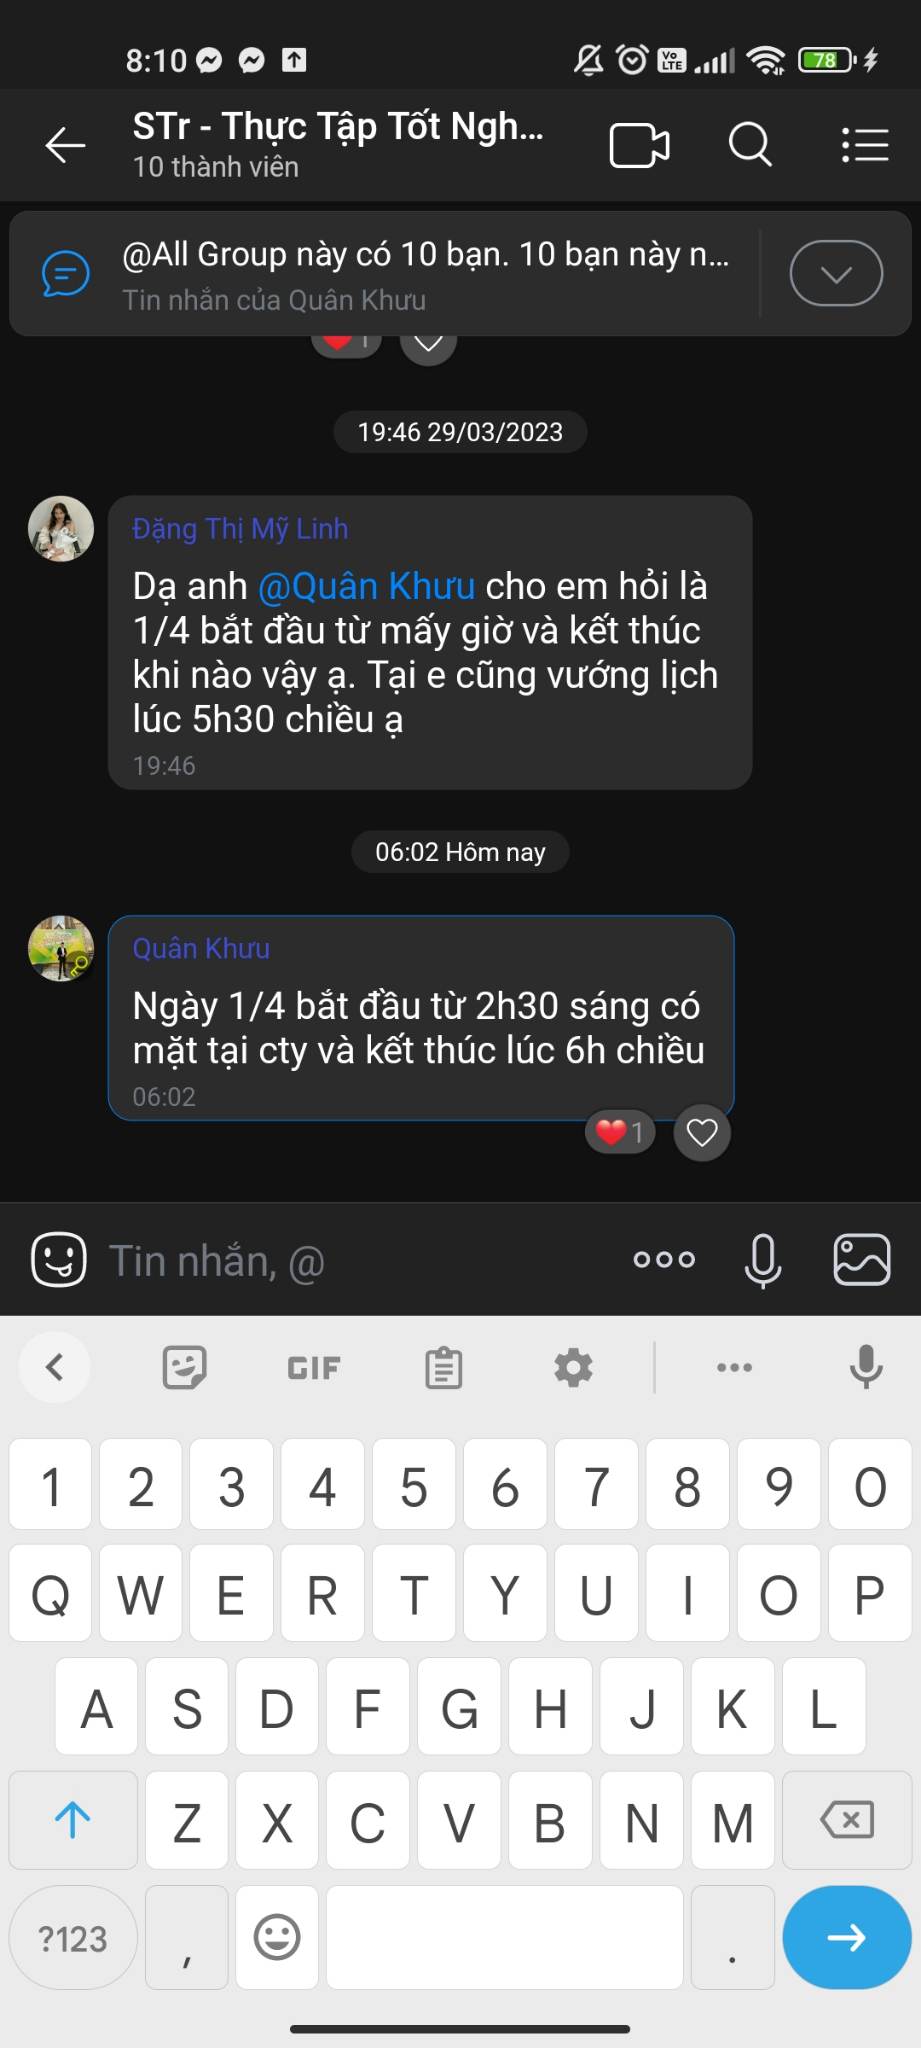 8:10
Vo LTE
78
STr - Thực Tập Tốt Ngh...
10 thành viên
@All Group này có 10 bạn. 10 bạn này n...
Tin nhắn của Quân Khưu
1
19:46 29/03/2023
Đặng Thị Mỹ Linh
Dạ anh @Quân Khưu cho em hỏi là
1/4 bắt đầu từ mấy giờ và kết thúc
khi nào vậy ạ. Tại e cũng vướng lịch
lúc 5h30 chiều ạ
19:46
06:02 Hôm nay
Quân Khưu
Ngày 1/4 bắt đầu từ 2h30 sáng có
mặt tại cty và kết thúc lúc 6h chiều
06:02
1
Tin nhắn, @
GIF
1 2 3 4 5 6 7 8 9 0
Q W E R T Y U I O P
A S D F G H J K L
Z X C V B N M
?123 , .